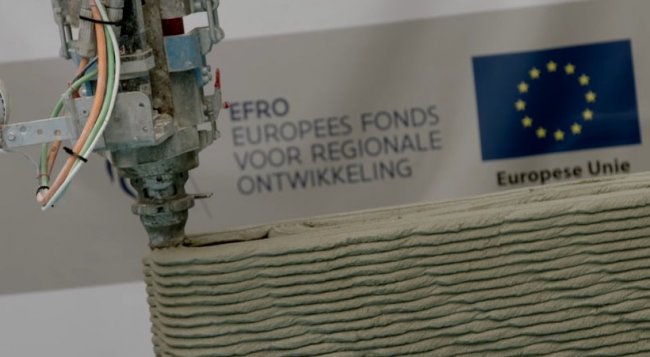 EFRO
EUROPEES FONDS
VOOR REGIONALE
ONTWIKKELING
Europese Unie